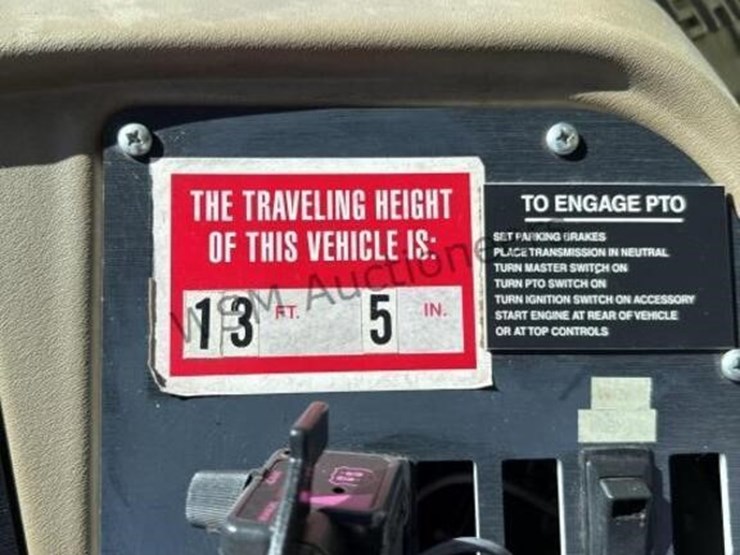 THE TRAVELING HEIGHT
OF THIS VEHICLE IS:
13 FT. 5 IN.
TO ENGAGE PTO
SET PARKING BRAKES
PLACE TRANSMISSION IN NEUTRAL
TURN MASTER SWITCH ON
TURN PTO SWITCH ON
TURN IGNITION SWITCH ON ACCESSORY
START ENGINE AT REAR OF VEHICLE
OR AT TOP CONTROLS
WSM Auctioneers